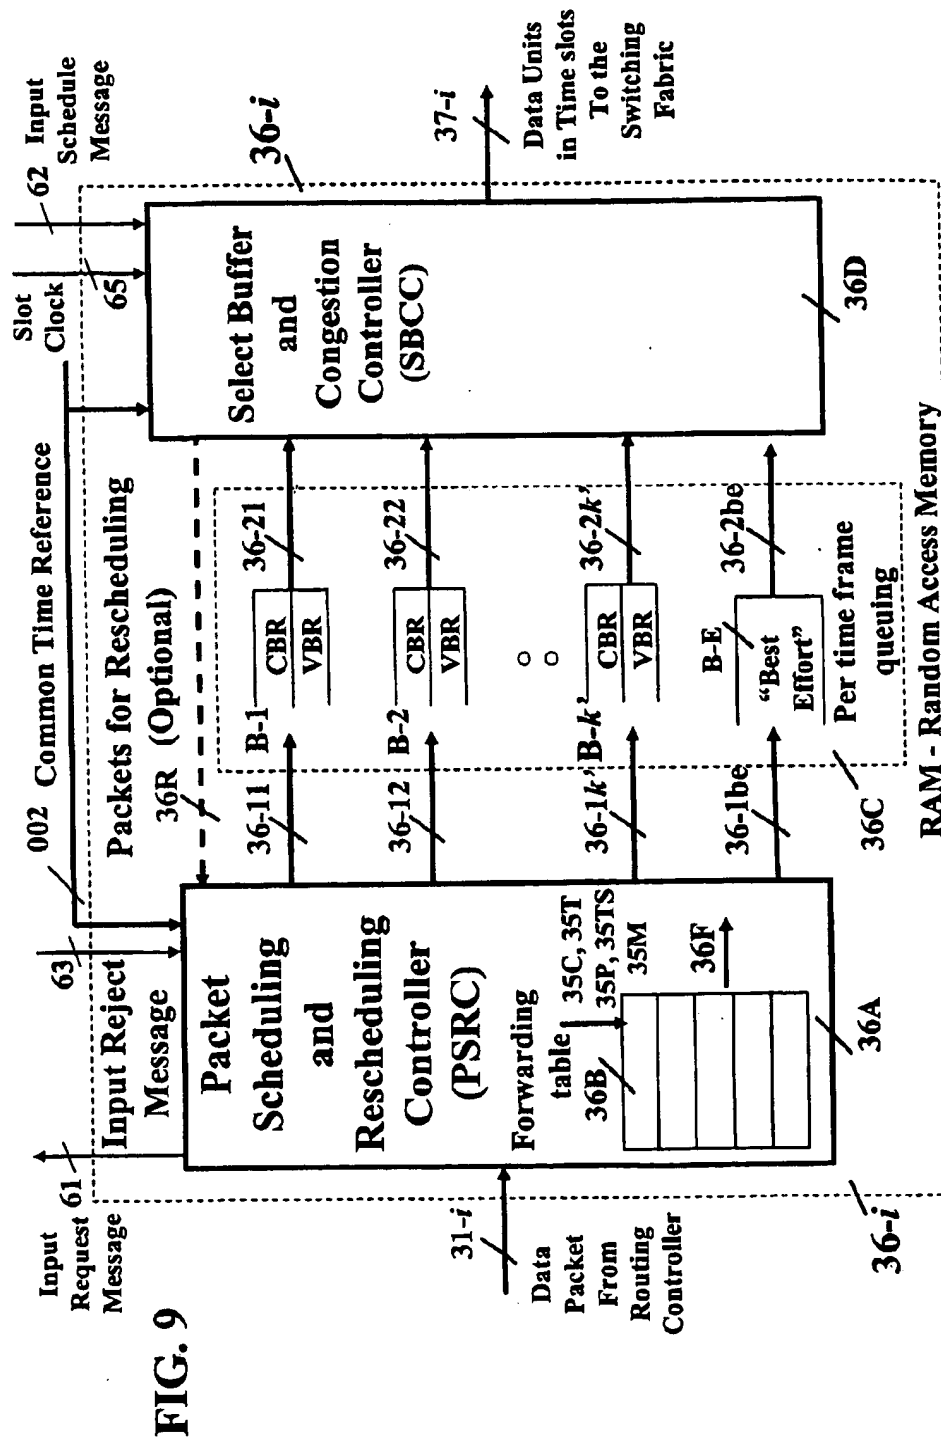 FIG. 9
Input
Request
Message
61
Input Reject
Message
63
002
Common Time Reference
Slot
Clock
65
62
Input
Schedule
Message
Packets for Rescheduling
36R
(Optional)
36-i
31-i
Data
Packet
From
Routing
Controller
Packet
Scheduling
and
Rescheduling
Controller
(PSRC)
Forwarding
table
36B
35C, 35T
35P, 35TS
35M
36F
36A
36-11
B-1
CBR
VBR
36-21
36-12
B-2
CBR
VBR
36-22
36-1k'
B-k'
CBR
VBR
36-2k'
36-1be
B-E
“Best
Effort”
36-2be
Per time frame
queuing
36C
Select Buffer
and
Congestion
Controller
(SBCC)
36D
37-i
Data Units
in Time slots
To the
Switching
Fabric
36-i
RAM - Random Access Memory